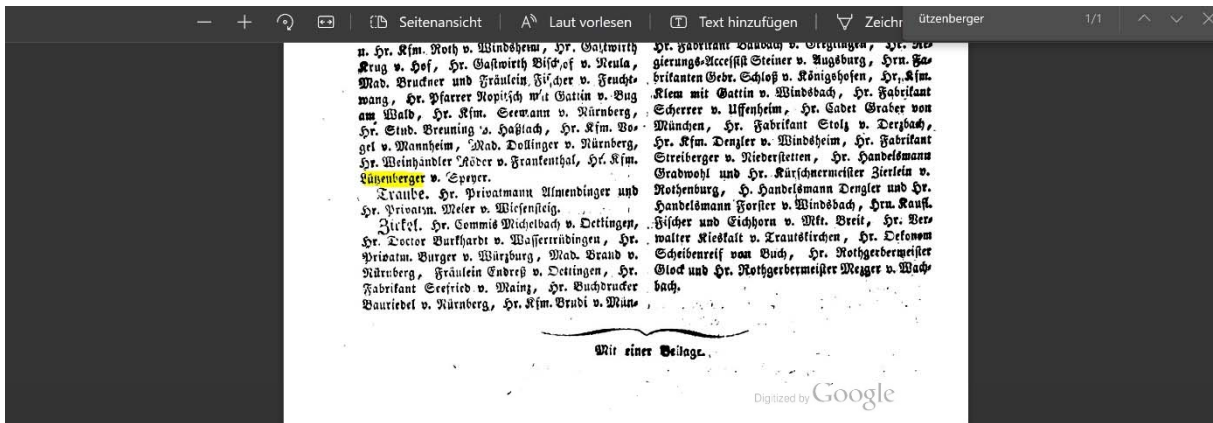 Seitenansicht
Laut vorlesen
Text hinzufügen
Zeichr
ützenberger
1/1
u. Hr. Kfm. Roth v. Windsheim, Hr. Gastwirth
Krug v. Hof, Hr. Gastwirth Bischof v. Neula,
Mad. Bruckner und Fräulein Fischer v. Feucht-
wang, Hr. Pfarrer Ropitsch mit Gattin v. Bug
am Wald, Hr. Kfm. Seemann v. Nürnberg,
Hr. Stud. Breuning v. Haßlach, Hr. Kfm. Vo-
gel v. Mannheim, Mad. Dollinger v. Nürnberg,
Hr. Weinhändler Röder v. Frankenthal, Hr. Kfm.
Lützenberger v. Speyer.
Traube. Hr. Privatmann Almendinger und
Hr. Privatm. Meier v. Wiesensteig.
Zirkel. Hr. Commis Michelbach v. Oettingen,
Hr. Doctor Burkhardt v. Wassertrüdingen, Hr.
Privatm. Burger v. Würzburg, Mad. Brand v.
Nürnberg, Fräulein Endreß v. Oettingen, Hr.
Fabrikant Seefried v. Mainz, Hr. Buchdrucker
Bauriedel v. Nürnberg, Hr. Kfm. Brudi v. Mün-
Hr. Fabrikant Baubach v. Creglingen, Hr. Re-
gierungs-Accessist Steiner v. Augsburg, Hrn. Fa-
brikanten Gebr. Schloß v. Königshofen, Hr. Kfm.
Klem mit Gattin v. Windsbach, Hr. Fabrikant
Scherrer v. Uffenheim, Hr. Cadet Graber von
München, Hr. Fabrikant Stolz v. Derzbach,
Hr. Kfm. Denzler v. Windsheim, Hr. Fabrikant
Streiberger v. Niederstetten, Hr. Handelsmann
Gradwohl und Hr. Kürschnermeister Zierlein v.
Rothenburg, H. Handelsmann Dengler und Hr.
Handelsmann Forster v. Windsbach, Hrn. Kaufl.
Fischer und Eichhorn v. Mkt. Breit, Hr. Ver-
walter Kieskalt v. Trautskirchen, Hr. Oekonom
Scheibenreif von Buch, Hr. Rothgerbermeister
Glock und Hr. Rothgerbermeister Mezger v. Wach-
bach.
Mit einer Beilage.
Digitized by Google